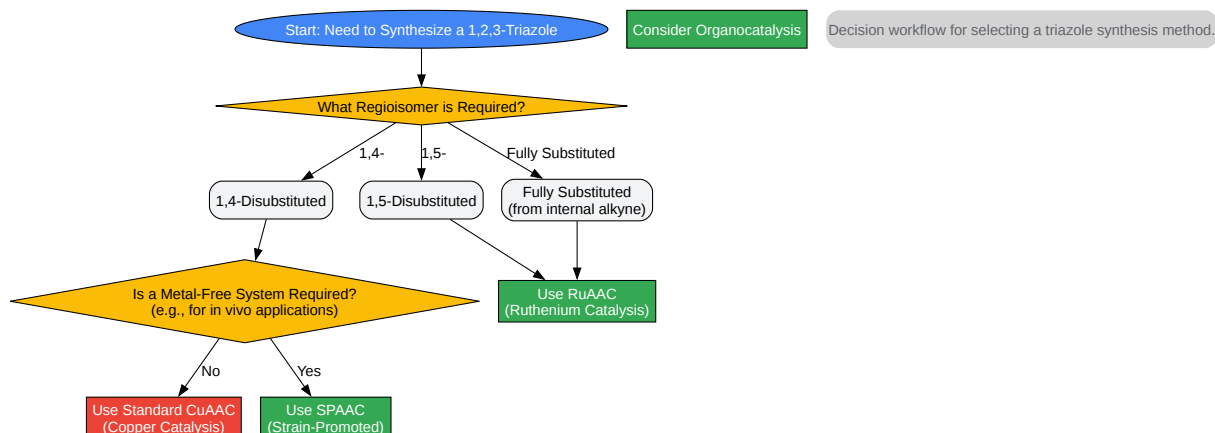 Start: Need to Synthesize a 1,2,3-Triazole
Consider Organocatalysis
Decision workflow for selecting a triazole synthesis method.
What Regioisomer is Required?
1,4-
1,5-
Fully Substituted
1,4-Disubstituted
1,5-Disubstituted
Fully Substituted
(from internal alkyne)
Is a Metal-Free System Required?
(e.g., for in vivo applications)
Use RuAAC
(Ruthenium Catalysis)
No
Yes
Use Standard CuAAC
(Copper Catalysis)
Use SPAAC
(Strain-Promoted)